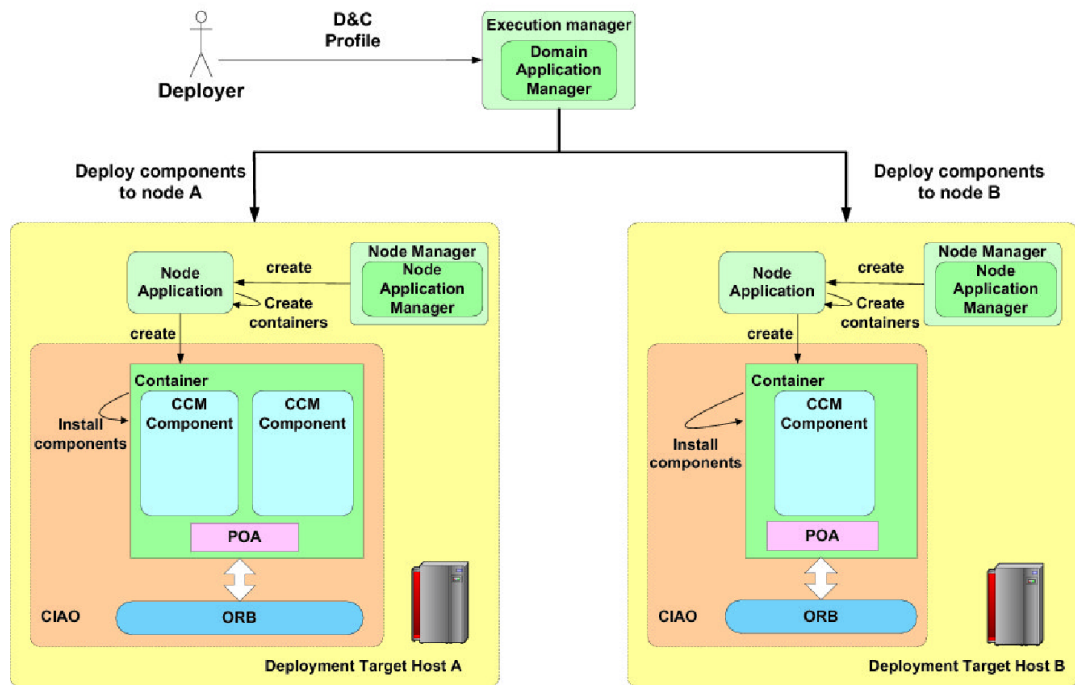 D&C
Profile
Deployer
Execution manager
Domain
Application
Manager
Deploy components
to node A
Deploy components
to node B
Node
Application
create
Node Manager
Node
Application
Manager
Create
containers
create
Container
CCM
Component
CCM
Component
Install
components
POA
CIAO
ORB
Deployment Target Host A
Node
Application
create
Node Manager
Node
Application
Manager
Create
containers
create
Container
CCM
Component
Install
components
POA
CIAO
ORB
Deployment Target Host B